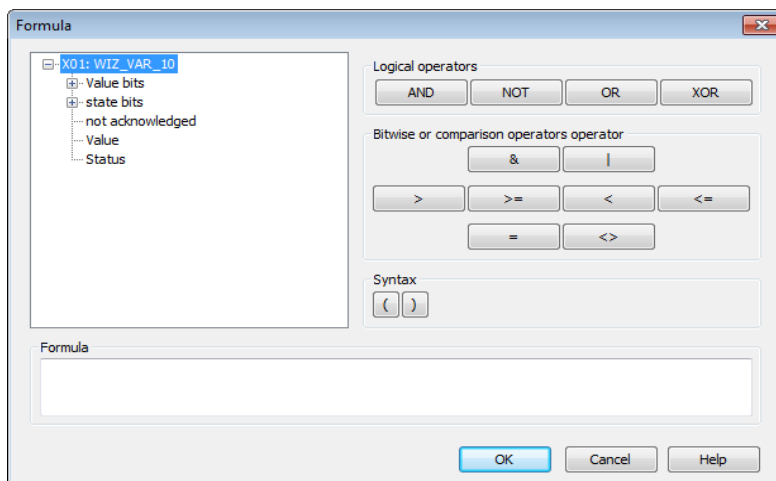 Formula
X01: WIZ_VAR_10
Value bits
state bits
not acknowledged
Value
Status
Logical operators
AND NOT OR XOR
Bitwise or comparison operators operator
& |
> >= < <=
= <>
Syntax
( )
Formula
OK Cancel Help